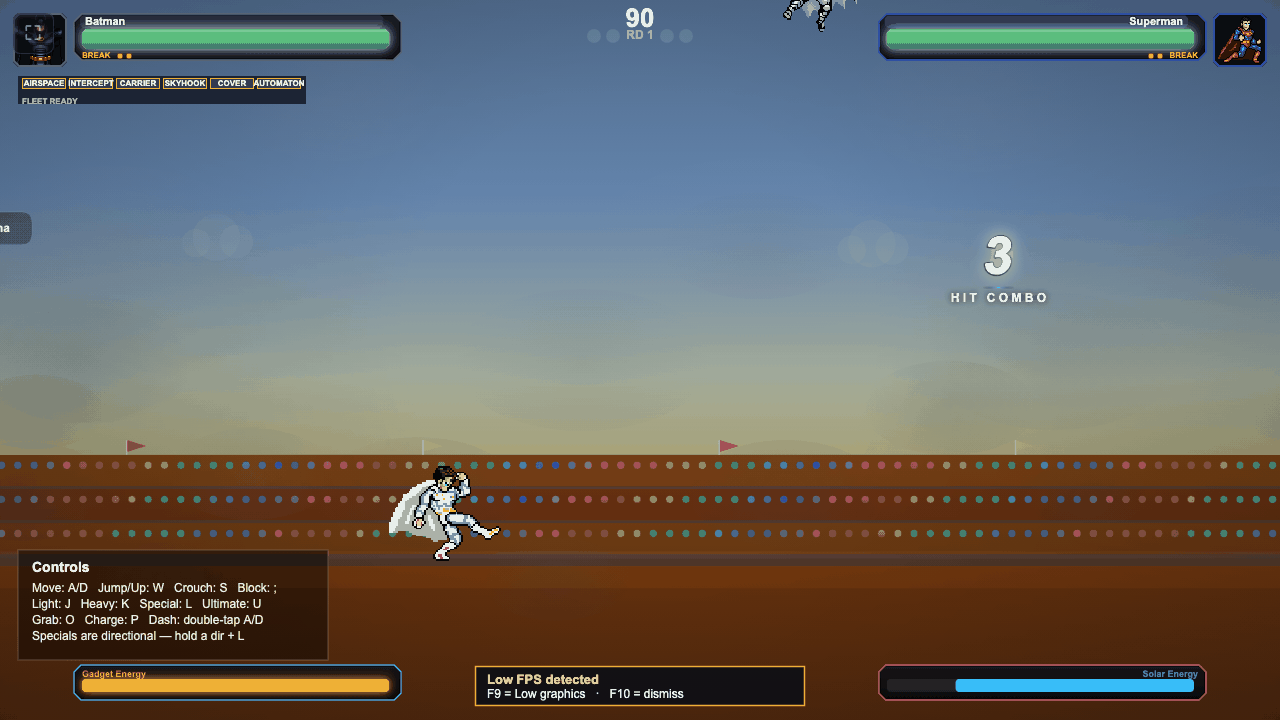 Batman
90
Superman
RD 1
BREAK
BREAK
AIRSPACE INTERCEPT CARRIER SKYHOOK COVER AUTOMATON
FLEET READY
na
3
HIT COMBO
Controls
Move: A/D Jump/Up: W Crouch: S Block: ;
Light: J Heavy: K Special: L Ultimate: U
Grab: O Charge: P Dash: double-tap A/D
Specials are directional — hold a dir + L
Gadget Energy
Low FPS detected
F9 = Low graphics · F10 = dismiss
Solar Energy